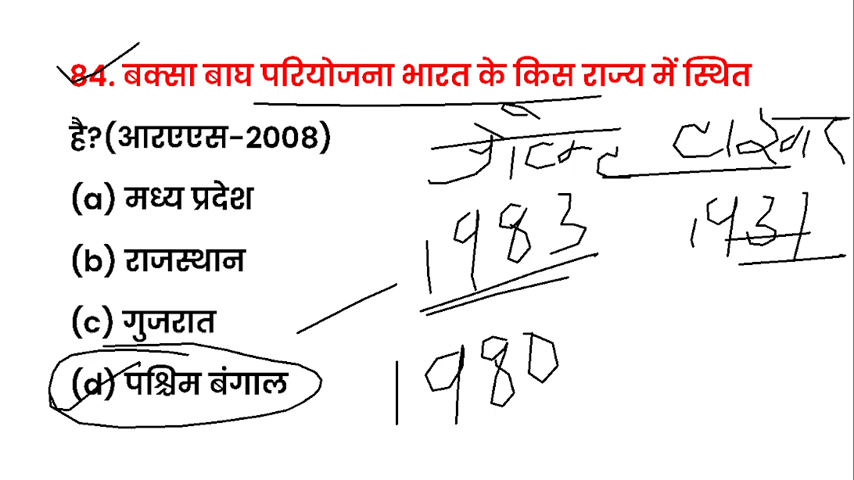 84. बक्सा बाघ परियोजना भारत के किस राज्य में स्थित
है?(आरएएस-2008)
(a) मध्य प्रदेश
(b) राजस्थान
(c) गुजरात
(d) पश्चिम बंगाल
1983
1980